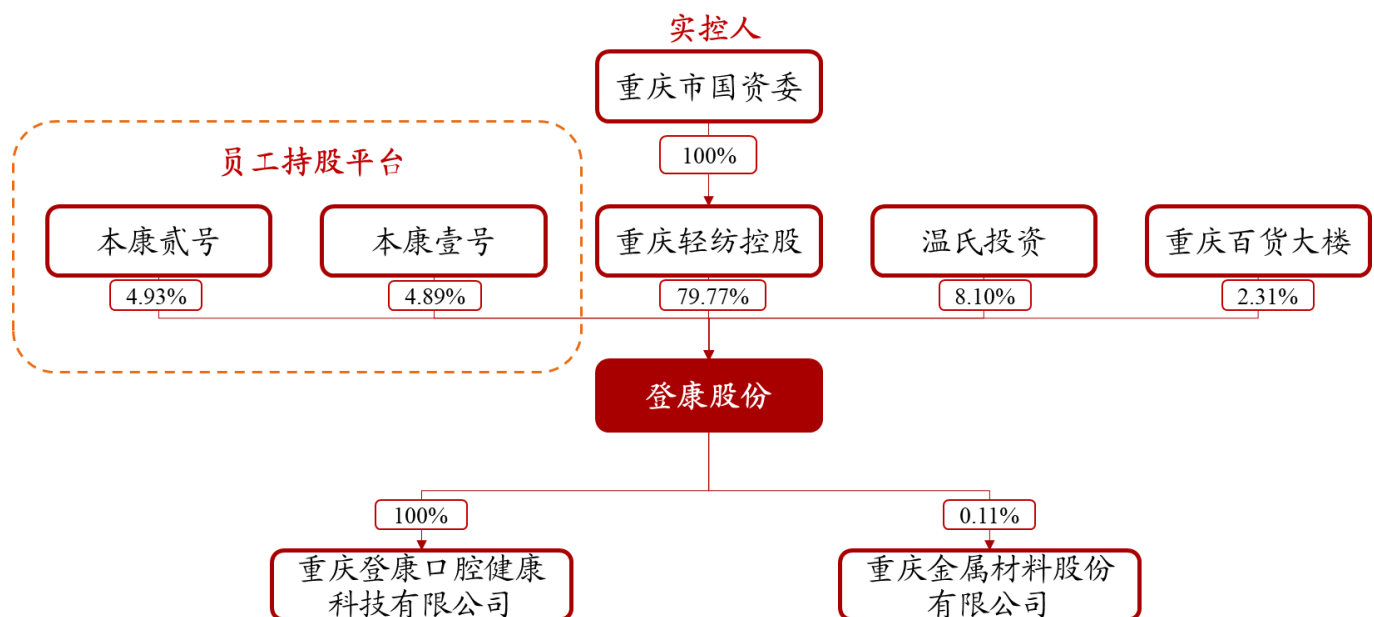 实控人
重庆市国资委
100%
员工持股平台
本康贰号
本康壹号
重庆轻纺控股
温氏投资
重庆百货大楼
4.93%
4.89%
79.77%
8.10%
2.31%
登康股份
100%
0.11%
重庆登康口腔健康
科技有限公司
重庆金属材料股份
有限公司